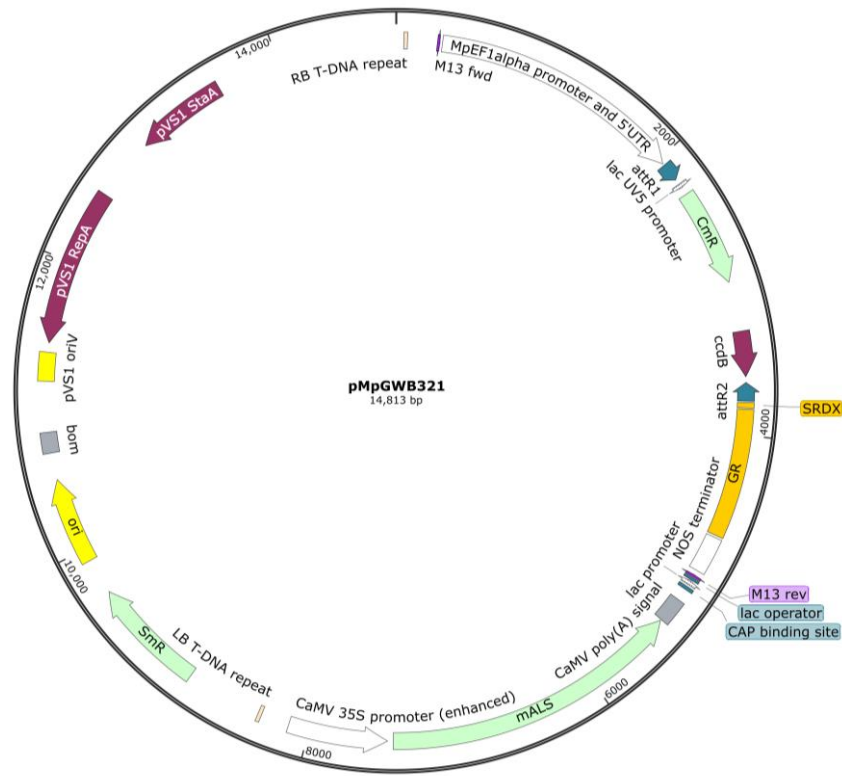 14,000
RB T-DNA repeat
M13 fwd
MpEF1alpha promoter and 5'UTR
2000
attR1
lac UV5 promoter
CmR
ccdB
attR2
SRDX
4000
GR
NOS terminator
lac promoter
M13 rev
lac operator
CAP binding site
CaMV poly(A) signal
mALS
6000
CaMV 35S promoter (enhanced)
8000
LB T-DNA repeat
SmR
10,000
ori
bom
pVS1 oriV
12,000
pVS1 RepA
pVS1 StaA
pMpGWB321
14,813 bp